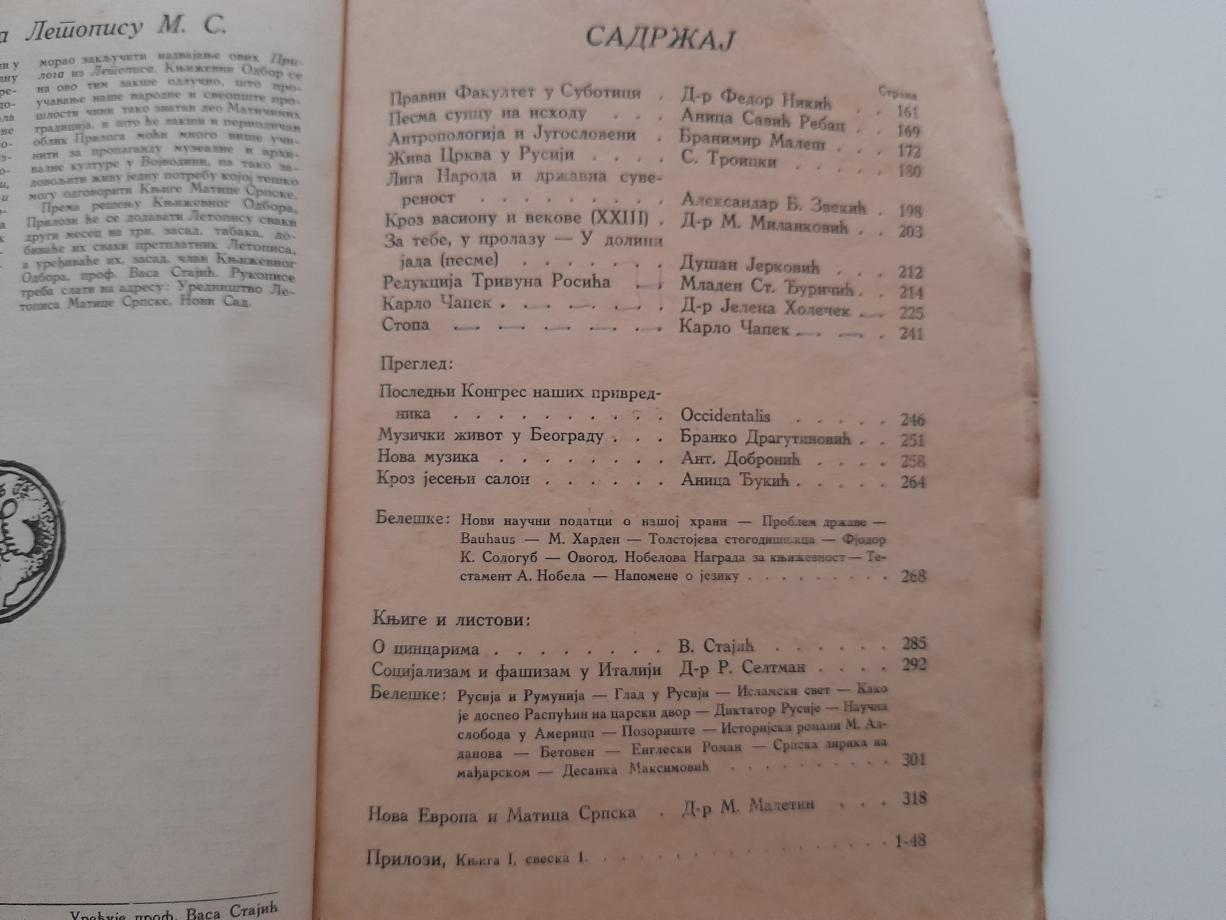 а Летопису М. С.
морао закључити надвајање ових При-
лога из Летописа. Књижевни Одбор се
на ово тим лакше одлучио, што про-
учавање наше народне и свеопште про-
шлости чини тако знатан део Матичиних
традиција, и што ће лакши и периодичан
облик Прилога моћи много више учи-
нити за пропаганду музеалне и архи-
валне културе у Војводини, па тако за-
довољати живу једну потребу којој тешко
могу одговорити Књиге Матице Српске.
Према решењу Књижевног Одбора,
Прилози ће се додавати Летопису сваки
други месец на три, засад, табака, до-
биваће их сваки претплатник Летописа,
а уређиваће их, засад, члан Књижевног
Одбора, проф. Васа Стајић. Рукописе
треба слати на адресу: Уредништво Ле-
тописа Матице Српске, Нови Сад.
Уређује проф. Васа Стајић
САДРЖАЈ
Страна
Правни Факултет у Суботици . Д-р Федор Никић . 161
Песма сунцу на исходу . . . Аница Савић Ребац . 169
Антропологија и Југословени . Бранимир Малеш . . . 172
Жива Црква у Русији . . . . С. Троицки . . . . . 180
Лига Народа и државна суве-
реност . . . . . . . . Александар Б. Звекић . 198
Кроз васиону и векове (XXIII) . Д-р М. Миланковић . . 203
За тебе, у пролазу — У долини
јада (песме) . . . . . . Душан Јерковић . . . 212
Редукција Тривуна Росића Младен Ст. Ђуричић . . 214
Карло Чапек . . . . . . Д-р Јелена Холечек . . 225
Стопа . . . . . Карло Чапек . . . 241
Преглед:
Последњи Конгрес наших привред-
ника . . . . . . . . . . Occidentalis . . . . . 246
Музички живот у Београду . . . Бранко Драгутиновић . . 251
Нова музика . . . . . . . . Ант. Добронић . . . . 258
Кроз јесењи салон . . . . . . Аница Ђукић . . . . . 264
Белешке: Нови научни податци о нашој храни — Проблем државе —
Bauhaus — М. Харден — Толстојева стогодишњица — Фјодор
К. Сологуб — Овогод. Нобелова Награда за књижевност — Те-
стамент А. Нобела — Напомене о језику . . . . . . . . . 268
Књиге и листови:
О цинцарима . . . . . . . . В. Стајић . . . . . . 285
Социјализам и фашизам у Италији Д-р Р. Селтман . . . . 292
Белешке: Русија и Румунија — Глад у Русији — Исламски свет — Како
је доспео Распућин на царски двор — Диктатор Русије — Научна
слобода у Америци — Позориште — Историјски романи М. Ал-
данова — Бетовен — Енглески Роман — Српска лирика на
мађарском — Десанка Максимовић . . . . . . . . . . 301
Нова Европа и Матица Српска . Д-р М. Малетин . . . 318
Прилози, Књига I, свеска 1. . . . . . . . . . . . . . . . 1-48